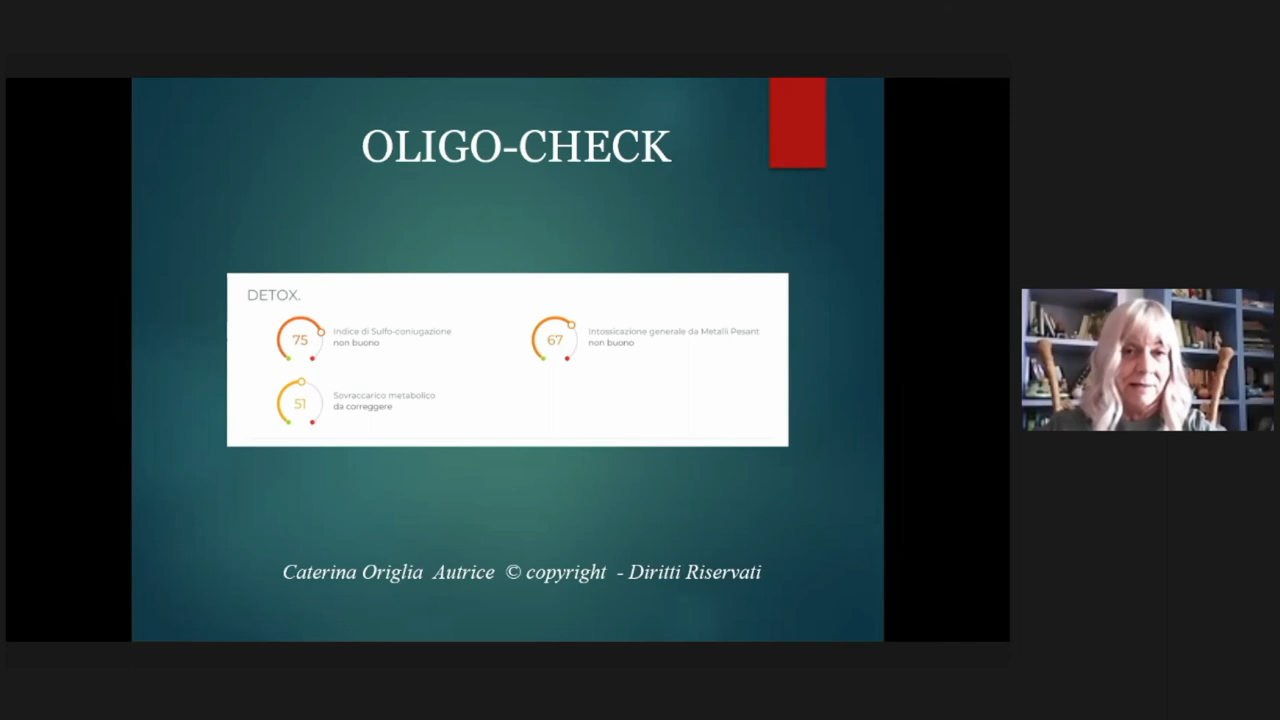 OLIGO-CHECK
DETOX.
75
Indice di Sulfo-coniugazione
non buono
67
Intossicazione generale da Metalli Pesant
non buono
51
Sovraccarico metabolico
da correggere
Caterina Origlia Autrice © copyright - Diritti Riservati